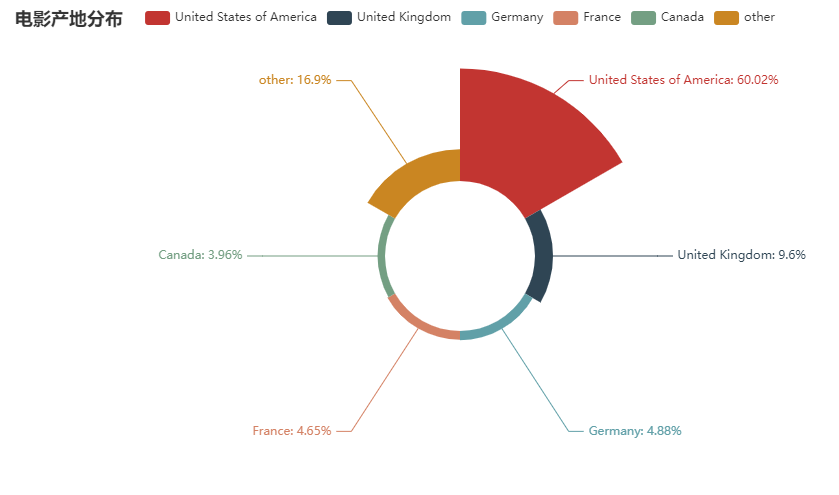 电影产地分布 United States of America United Kingdom Germany France Canada other
other: 16.9% United States of America: 60.02%
Canada: 3.96% United Kingdom: 9.6%
France: 4.65% Germany: 4.88%